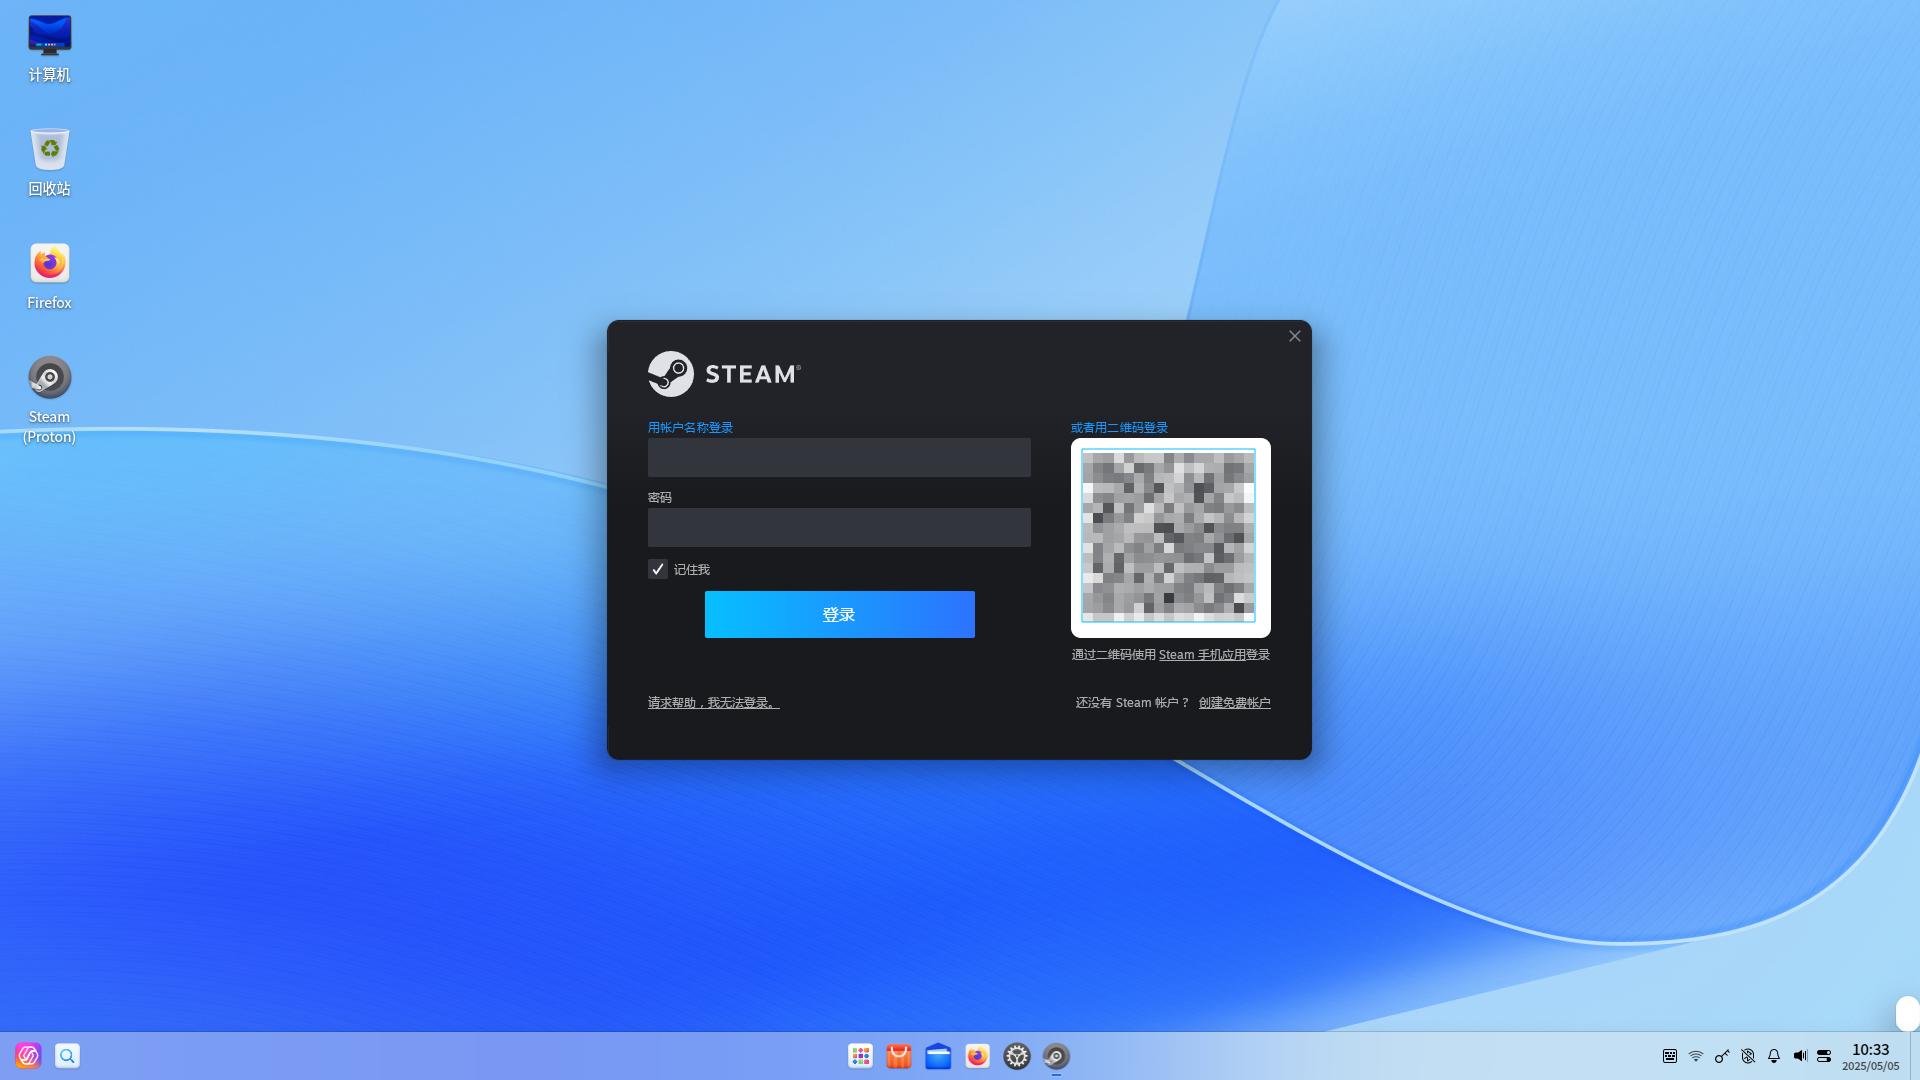 计算机
回收站
Firefox
Steam
(Proton)
STEAM®
用帐户名称登录
密码
记住我
登录
请求帮助，我无法登录。
或者用二维码登录
通过二维码使用 Steam 手机应用登录
还没有 Steam 帐户？ 创建免费帐户
10:33
2025/05/05